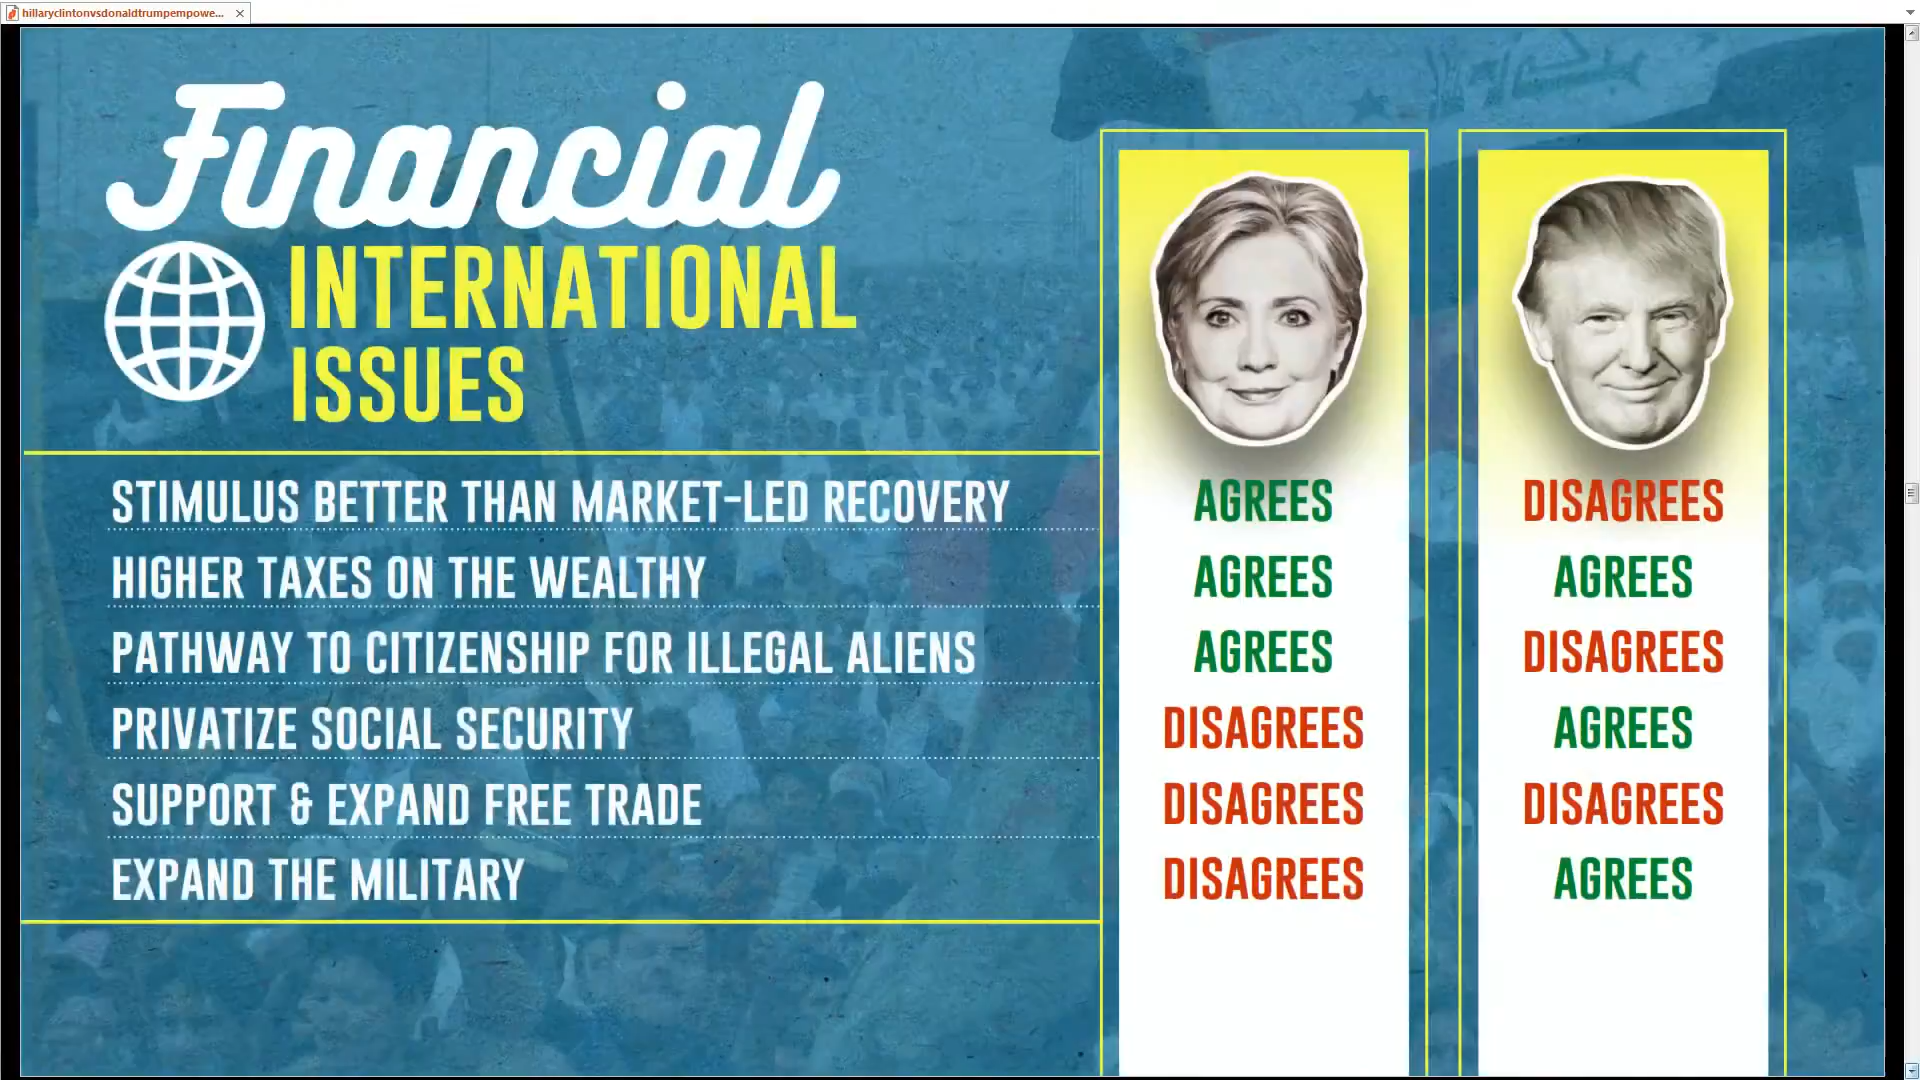 hillaryclintonvsdonaldtrumpempowe...
Financial
INTERNATIONAL
ISSUES
STIMULUS BETTER THAN MARKET-LED RECOVERY AGREES DISAGREES
HIGHER TAXES ON THE WEALTHY AGREES AGREES
PATHWAY TO CITIZENSHIP FOR ILLEGAL ALIENS AGREES DISAGREES
PRIVATIZE SOCIAL SECURITY DISAGREES AGREES
SUPPORT & EXPAND FREE TRADE DISAGREES DISAGREES
EXPAND THE MILITARY DISAGREES AGREES